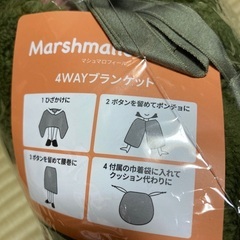 マシュマロフィール
4WAYブランケット
1 ひざかけに
2 ボタンを留めてポンチョに
3 ボタンを留めて腰巻に
4 付属の巾着袋に入れて
クッション代わりに